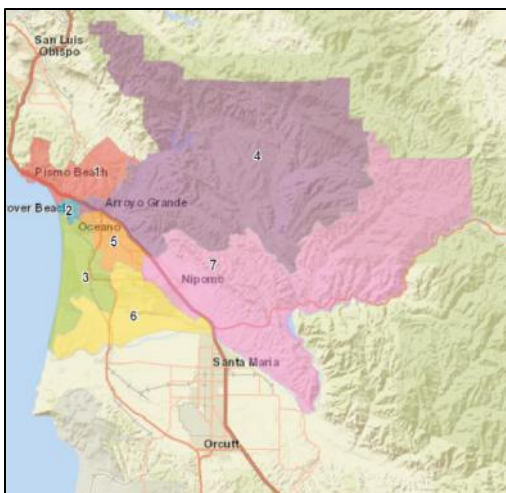 San Luis
Obispo
4
Pismo Beach
1
over Beach
2
Arroyo Grande
Oceano
5
7
3
Nipomo
6
Santa Maria
Orcutt